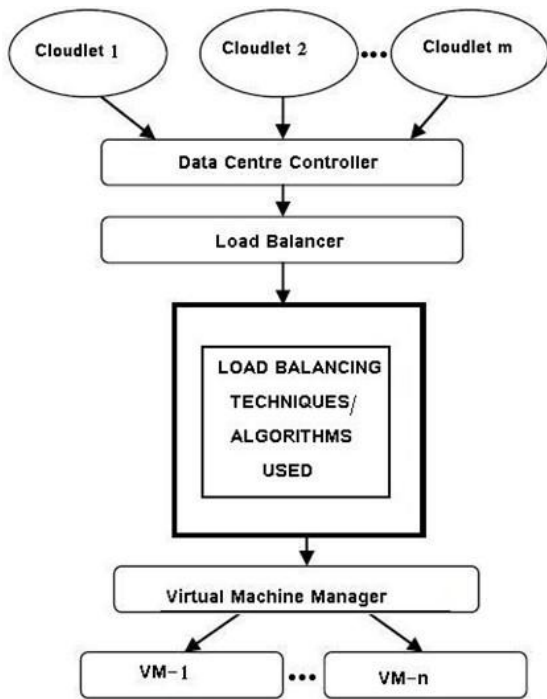 Cloudlet 1
Cloudlet 2
Cloudlet m
Data Centre Controller
Load Balancer
LOAD BALANCING
TECHNIQUES/
ALGORITHMS
USED
Virtual Machine Manager
VM-1
VM-n